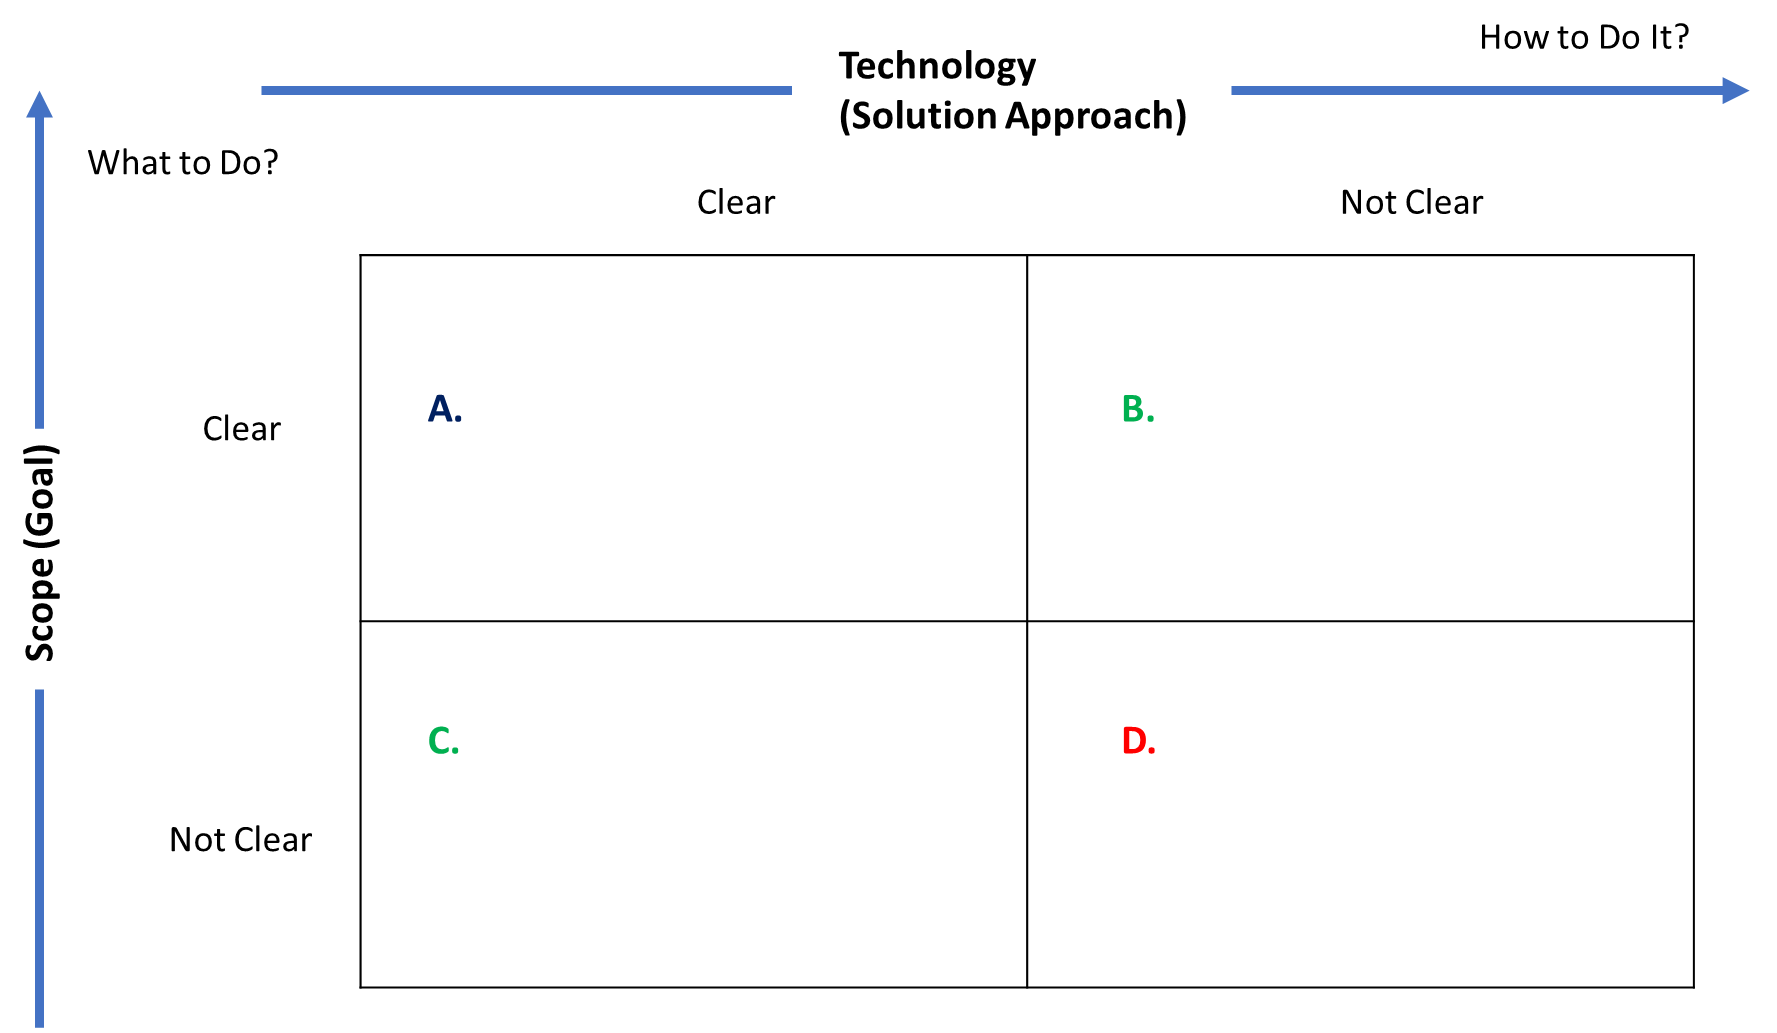 How to Do It?
Technology
(Solution Approach)
What to Do?
Clear
Not Clear
Clear
A.
B.
Scope (Goal)
Not Clear
C.
D.